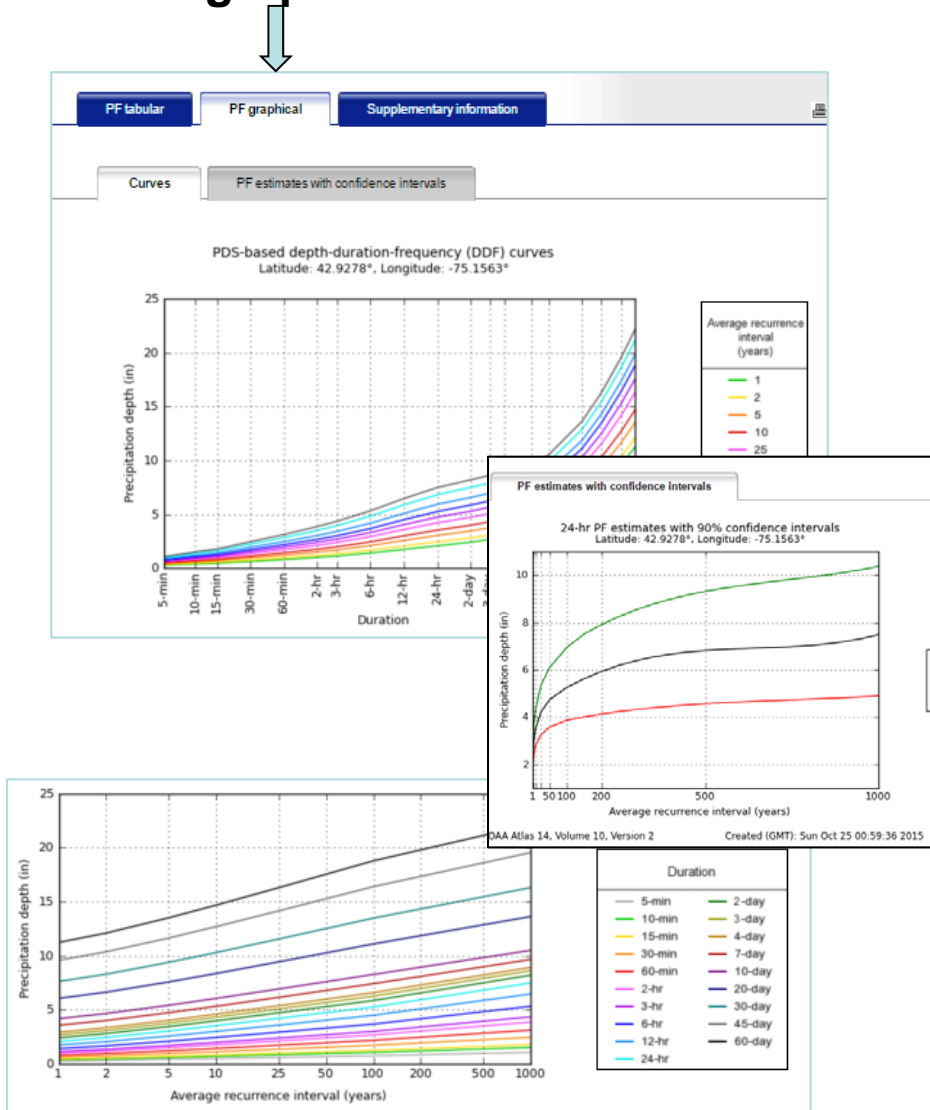 PF tabular
PF graphical
Supplementary information
Curves
PF estimates with confidence intervals
PDS-based depth-duration-frequency (DDF) curves
Latitude: 42.9278°, Longitude: -75.1563°
25
20
15
10
5
0
Precipitation depth (in)
5-min
10-min
15-min
30-min
60-min
2-hr
3-hr
6-hr
12-hr
24-hr
2-day
Duration
Average recurrence
interval
(years)
1
2
5
10
25
PF estimates with confidence intervals
24-hr PF estimates with 90% confidence intervals
Latitude: 42.9278°, Longitude: -75.1563°
10
8
6
4
2
Precipitation depth (in)
1 50 100 200 500 1000
Average recurrence interval (years)
OAA Atlas 14, Volume 10, Version 2 Created (GMT): Sun Oct 25 00:59:36 2015
25
20
15
10
5
0
Precipitation depth (in)
1 2 5 10 25 50 100 200 500 1000
Average recurrence interval (years)
Duration
5-min 2-day
10-min 3-day
15-min 4-day
30-min 7-day
60-min 10-day
2-hr 20-day
3-hr 30-day
6-hr 45-day
12-hr 60-day
24-hr